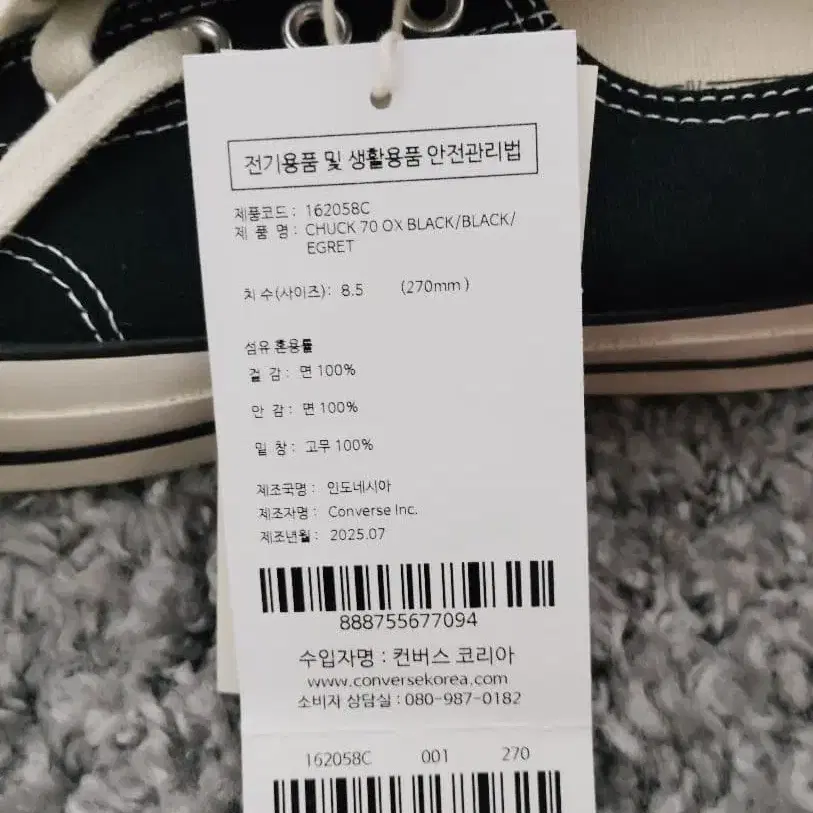 전기용품 및 생활용품 안전관리법
제품코드 : 162058C
제 품 명 : CHUCK 70 OX BLACK/BLACK/
EGRET
치 수(사이즈) : 8.5 (270mm )
섬유 혼용률
겉 감 : 면 100%
안 감 : 면 100%
밑 창 : 고무 100%
제조국명 : 인도네시아
제조자명 : Converse Inc.
제조년월 : 2025.07
888755677094
수입자명 : 컨버스 코리아
www.conversekorea.com
소비자 상담실 : 080-987-0182
162058C 001 270